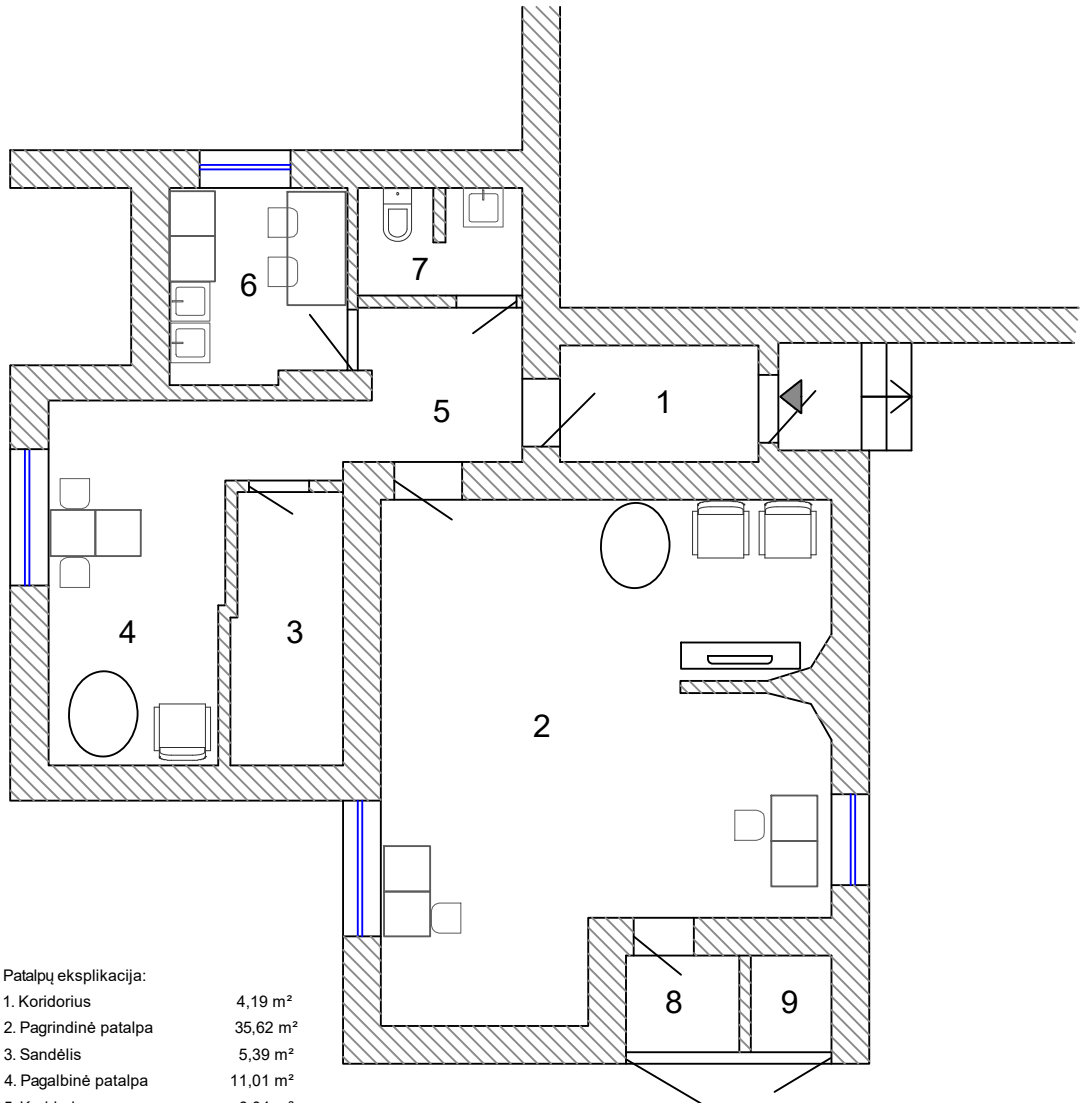 6
7
5
1
4
3
2
8
9
Patalpų eksplikacija:
1. Koridorius 4,19 m²
2. Pagrindinė patalpa 35,62 m²
3. Sandėlis 5,39 m²
4. Pagalbinė patalpa 11,01 m²